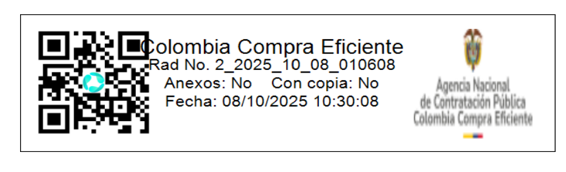 Colombia Compra Eficiente
Rad No. 2_2025_10_08_010608
Anexos: No Con copia: No
Fecha: 08/10/2025 10:30:08
Agencia Nacional
de Contratación Pública
Colombia Compra Eficiente